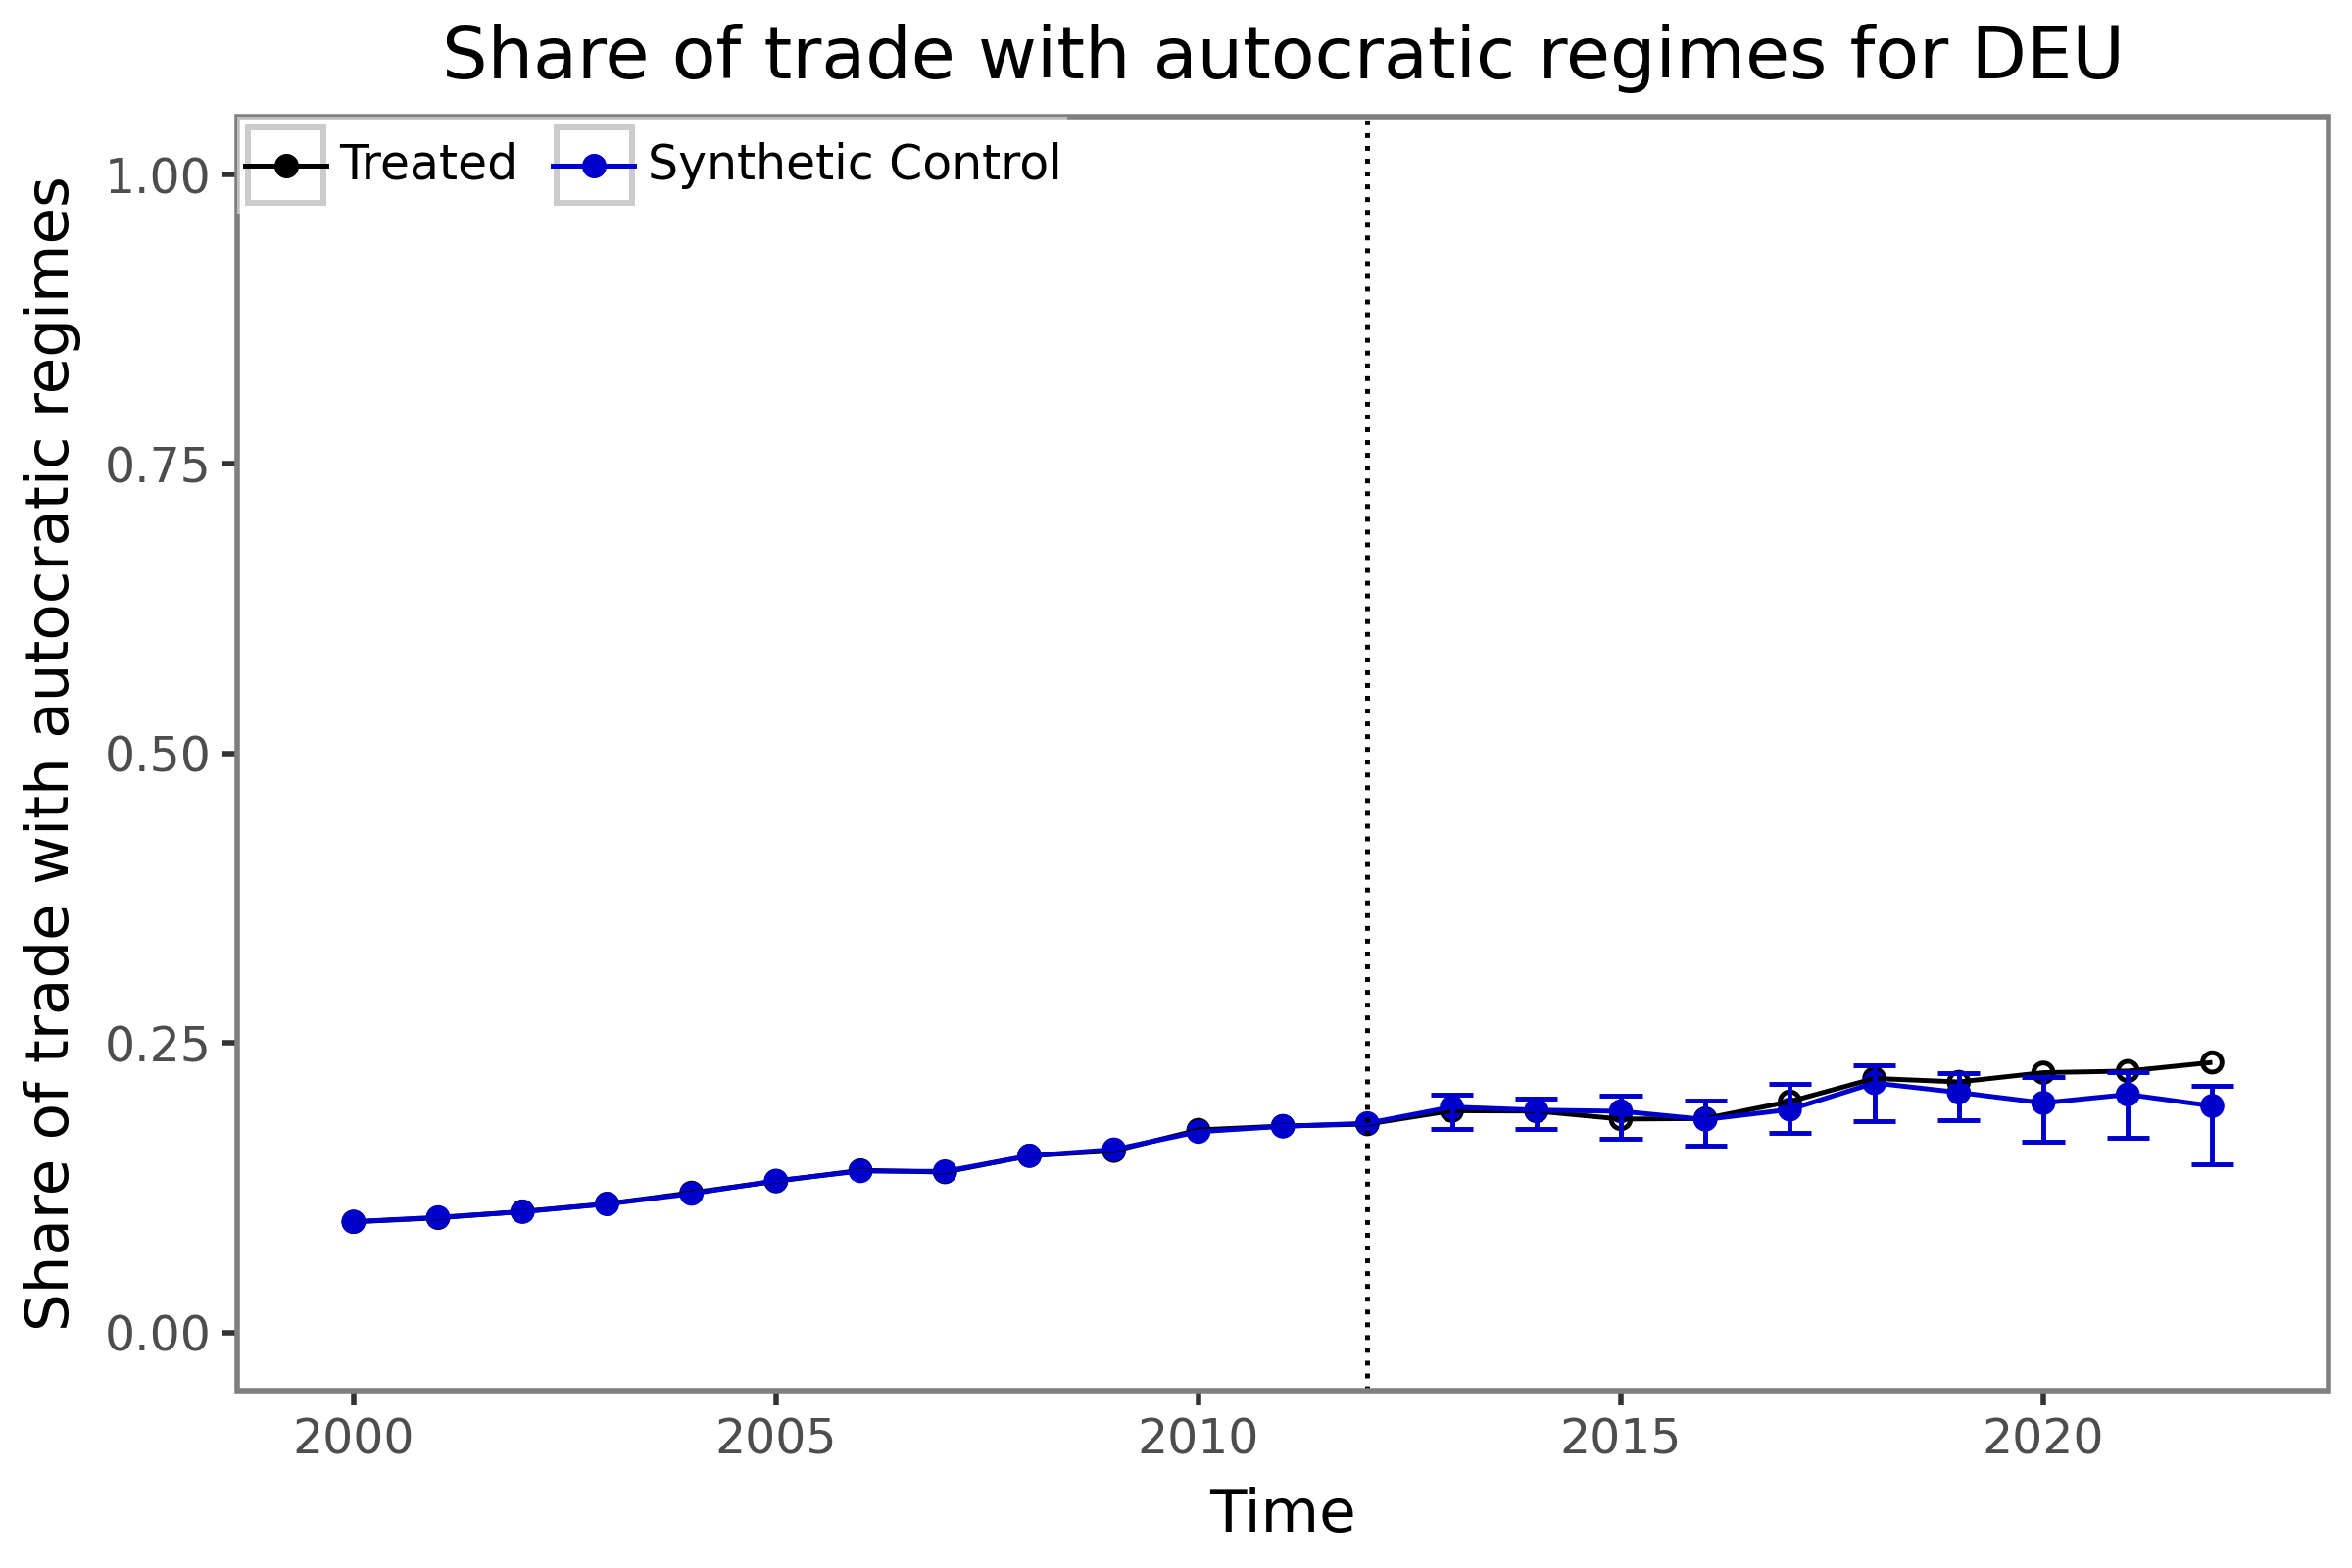 Share of trade with autocratic regimes for DEU
Treated
Synthetic Control
Share of trade with autocratic regimes
1.00
0.75
0.50
0.25
0.00
2000
2005
2010
2015
2020
Time